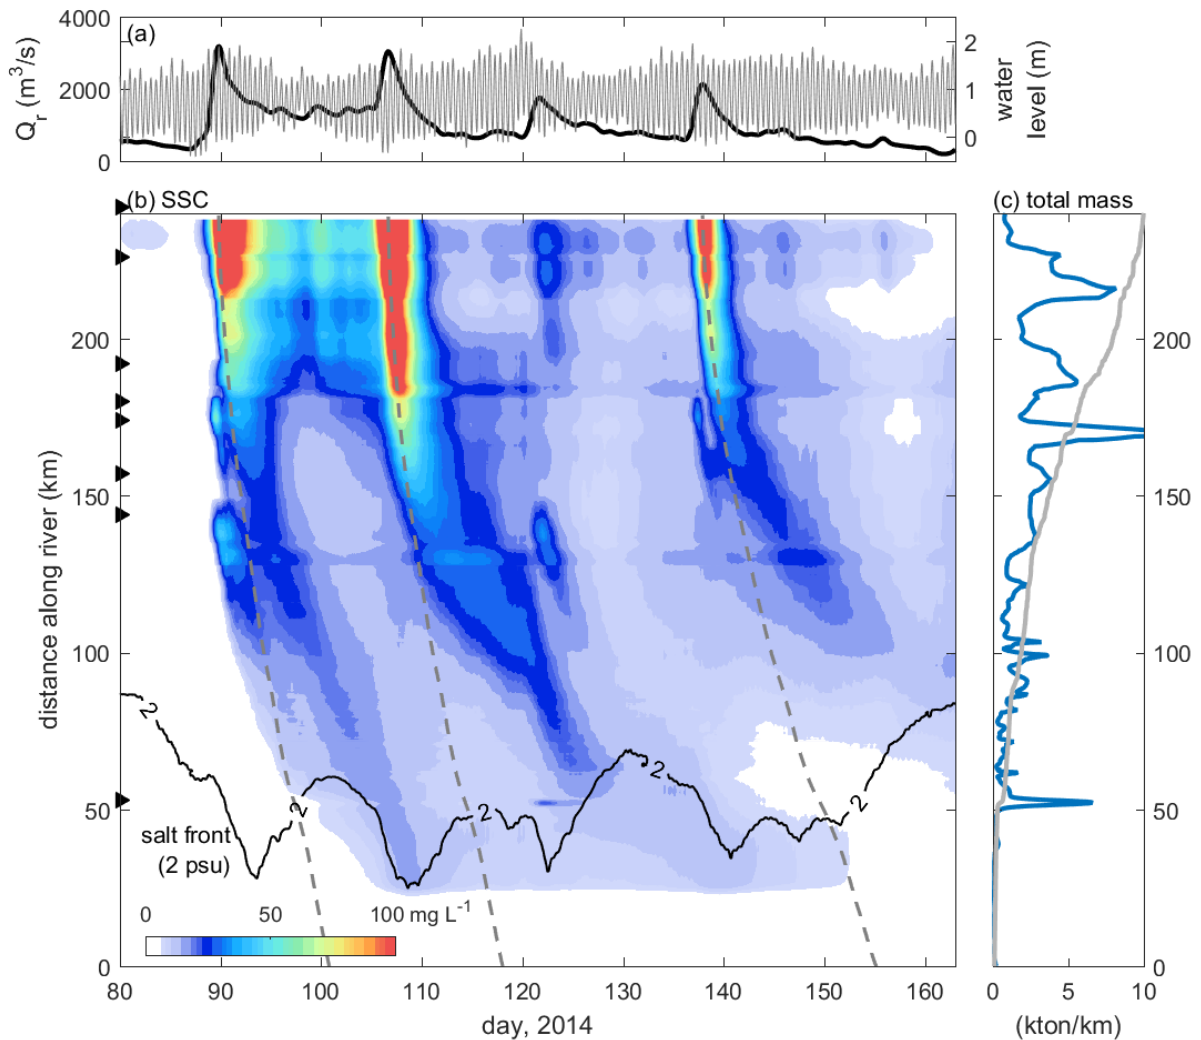 (a)
4000
2000
0
Q_r (m^3/s)
2
1
0
water
level (m)
(b) SSC
(c) total mass
200
150
100
50
0
distance along river (km)
2
2
2
2
2
salt front
(2 psu)
0 50 100 mg L^-1
80 90 100 110 120 130 140 150 160
day, 2014
200
150
100
50
0
0 5 10
(kton/km)